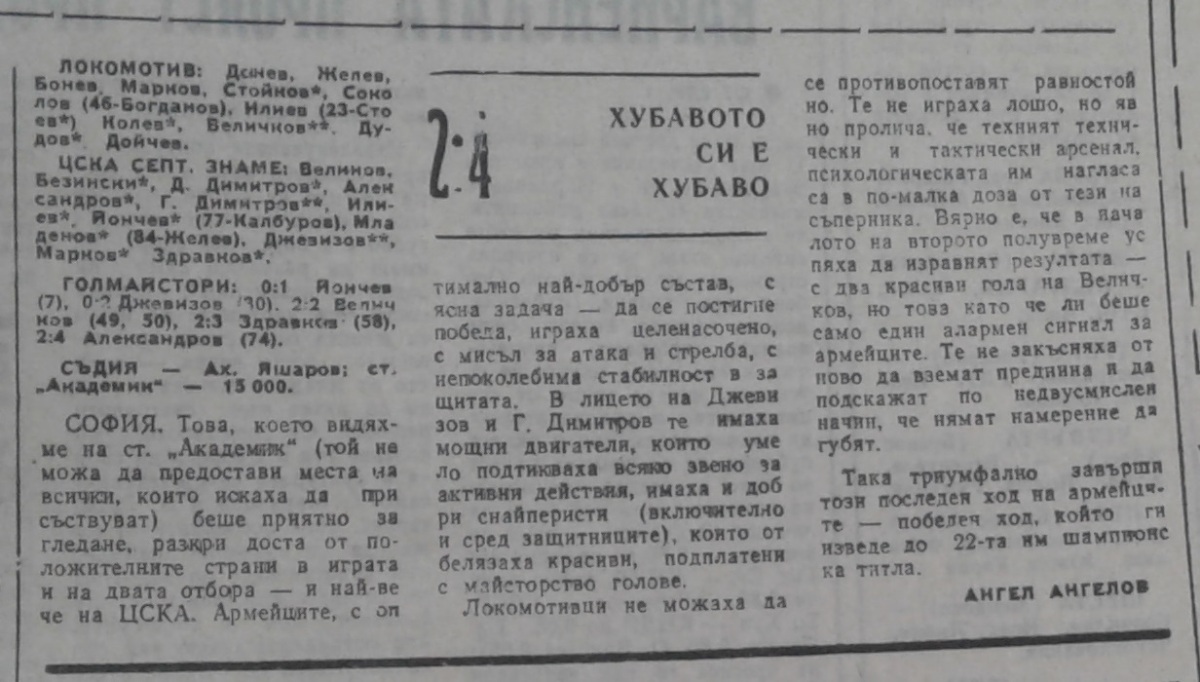 ЛОКОМОТИВ: Донев, Желев,
Бонев, Марков, Стойнов*, Соко
лов (46-Богданов), Илиев (23-Сто
ев*) Колев*, Величков**. Ду-
дов* Дойчев.
ЦСКА СЕПТ. ЗНАМЕ: Велинов,
Безински*, Д. Димитров*, Алек
сандров*, Г. Димитров**, Или-
ев*, Йончев* (77-Калбуров), Мла
денов* (84-Желев), Джевизов**,
Марков* Здравков*.
ГОЛМАЙСТОРИ: 0:1 Йончев
(7), 0:2 Джевизов (30). 2:2 Велич
ков (49, 50), 2:3 Здравков (58),
2:4 Александров (74).
СЪДИЯ — Ах. Яшаров; ст.
„Академик" — 15 000.
СОФИЯ. Това, което видях-
ме на ст. „Академик" (той не
можа да предостави места на
всички, които искаха да при
съствуват) беше приятно за
гледане, разкри доста от по-
ложителните страни в играта
и на двата отбора — и най-ве
че на ЦСКА. Армейците, с оп
2:4
ХУБАВОТО
СИ Е
ХУБАВО
тимално най-добър състав, с
ясна задача — да се постигне
победа, играха целенасочено,
с мисъл за атака и стрелба, с
непоколебима стабилност в за
щитата. В лицето на Джеви
зов и Г. Димитров те имаха
мощни двигатели, които уме
ло подтикваха всяко звено за
активни действия, имаха и доб
ри снайперисти (включително
и сред защитниците), които от
белязаха красиви, подплатени
с майсторство голове.
Локомотивци не можаха да
се противопоставят равностой
но. Те не играха лошо, но яв
но пролича, че техният техни-
чески и тактически арсенал,
психологическата им нагласа
са в по-малка доза от тези на
съперника. Вярно е, че в нача
лото на второто полувреме ус
пяха да изравнят резултата —
с два красиви гола на Велич-
ков, но това като че ли беше
само един алармен сигнал за
армейците. Те не закъсняха от
ново да вземат преднина и да
подскажат по недвусмислен
начин, че нямат намерение да
губят.
Така триумфално завърши
този последен ход на армейци-
те — победен ход, който ги
изведе до 22-та им шампионс
ка титла.
АНГЕЛ АНГЕЛОВ